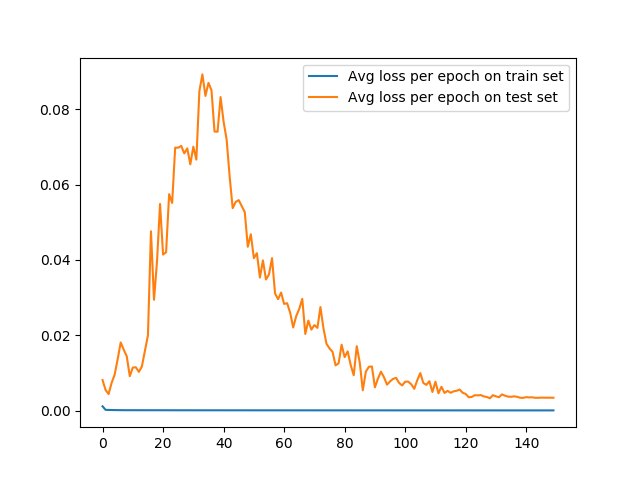 Avg loss per epoch on train set
Avg loss per epoch on test set
0.08
0.06
0.04
0.02
0.00
0 20 40 60 80 100 120 140